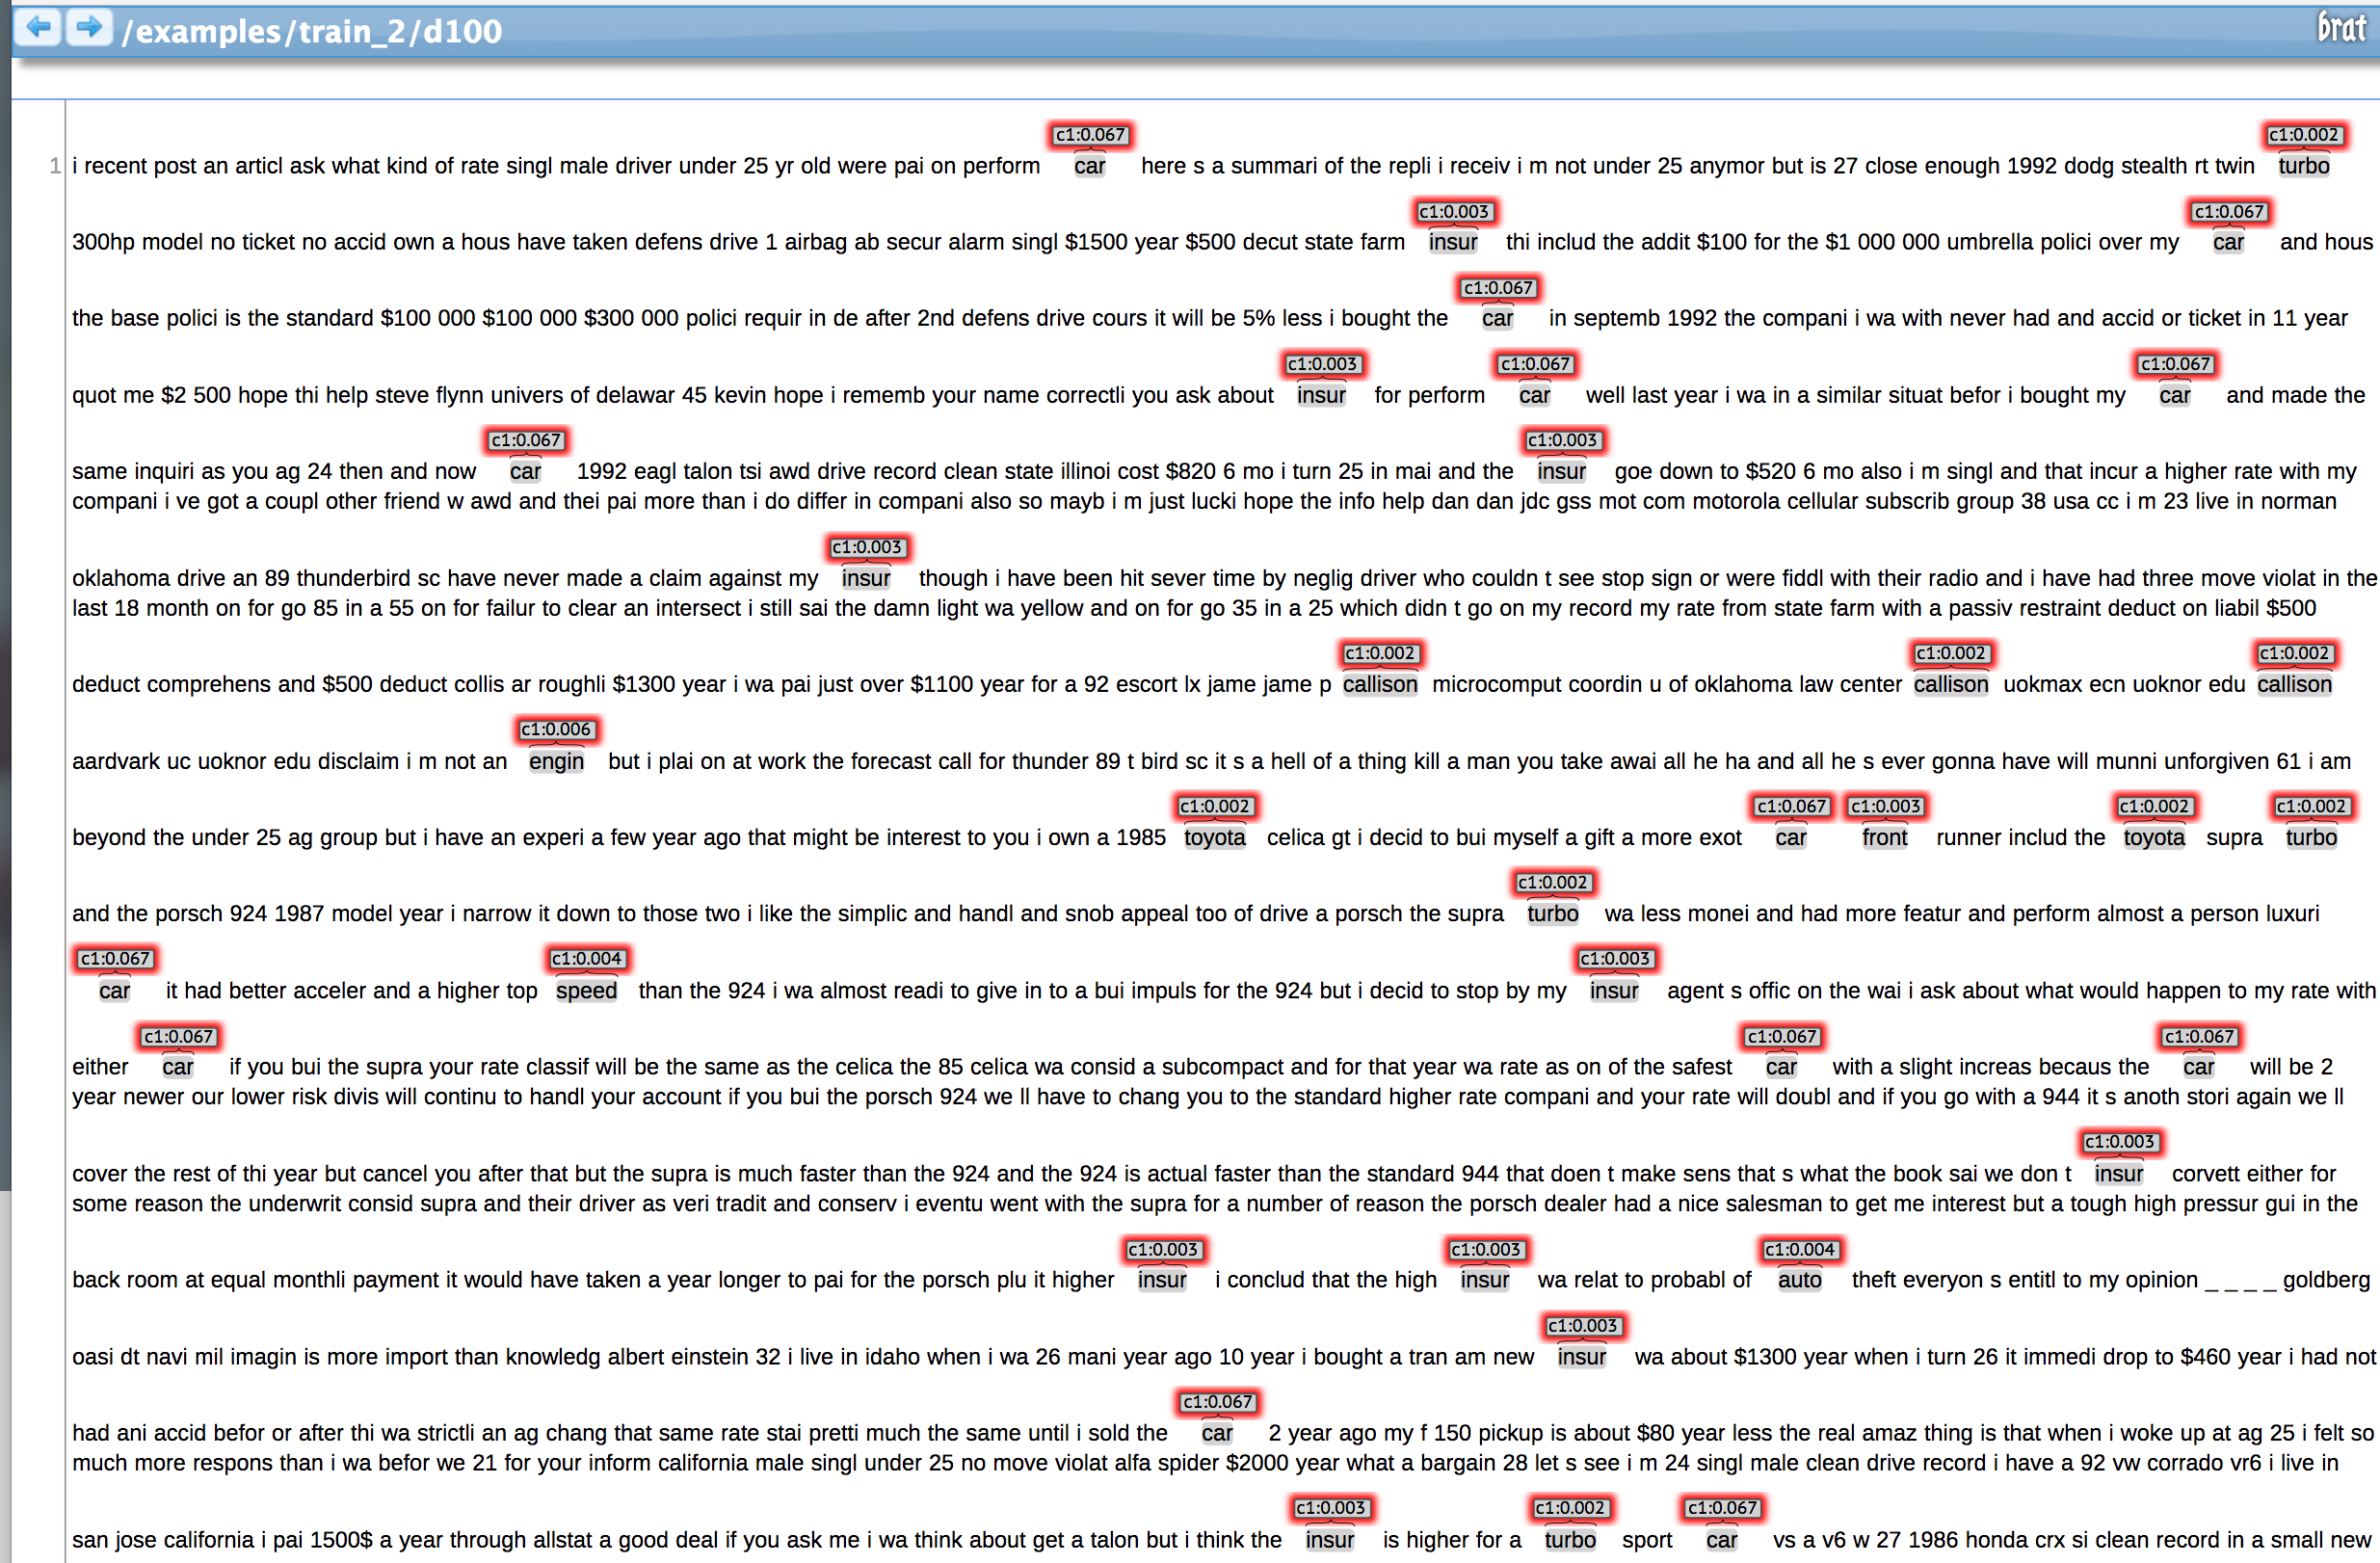 /examples/train_2/d100
brat
c1:0.067 c1:0.002
1 i recent post an articl ask what kind of rate singl male driver under 25 yr old were pai on perform car here s a summari of the repli i receiv i m not under 25 anymor but is 27 close enough 1992 dodg stealth rt twin turbo
c1:0.003 c1:0.067
300hp model no ticket no accid own a hous have taken defens drive 1 airbag ab secur alarm singl $1500 year $500 decut state farm insur thi includ the addit $100 for the $1 000 000 umbrella polici over my car and hous
c1:0.067
the base polici is the standard $100 000 $100 000 $300 000 polici requir in de after 2nd defens drive cours it will be 5% less i bought the car in septemb 1992 the compani i wa with never had and accid or ticket in 11 year
c1:0.003 c1:0.067 c1:0.067
quot me $2 500 hope thi help steve flynn univers of delawar 45 kevin hope i rememb your name correctli you ask about insur for perform car well last year i wa in a similar situat befor i bought my car and made the
c1:0.067 c1:0.003
same inquiri as you ag 24 then and now car 1992 eagl talon tsi awd drive record clean state illinoi cost $820 6 mo i turn 25 in mai and the insur goe down to $520 6 mo also i m singl and that incur a higher rate with my
compani i ve got a coupl other friend w awd and thei pai more than i do differ in compani also so mayb i m just lucki hope the info help dan dan jdc gss mot com motorola cellular subscrib group 38 usa cc i m 23 live in norman
c1:0.003
oklahoma drive an 89 thunderbird sc have never made a claim against my insur though i have been hit sever time by neglig driver who couldn t see stop sign or were fiddl with their radio and i have had three move violat in the
last 18 month on for go 85 in a 55 on for failur to clear an intersect i still sai the damn light wa yellow and on for go 35 in a 25 which didn t go on my record my rate from state farm with a passiv restraint deduct on liabil $500
c1:0.002 c1:0.002 c1:0.002
deduct comprehens and $500 deduct collis ar roughli $1300 year i wa pai just over $1100 year for a 92 escort lx jame jame p callison microcomput coordin u of oklahoma law center callison uokmax ecn uoknor edu callison
c1:0.006
aardvark uc uoknor edu disclaim i m not an engin but i plai on at work the forecast call for thunder 89 t bird sc it s a hell of a thing kill a man you take awai all he ha and all he s ever gonna have will munni unforgiven 61 i am
c1:0.002 c1:0.067 c1:0.003 c1:0.002 c1:0.002
beyond the under 25 ag group but i have an experi a few year ago that might be interest to you i own a 1985 toyota celica gt i decid to bui myself a gift a more exot car front runner includ the toyota supra turbo
c1:0.002
and the porsch 924 1987 model year i narrow it down to those two i like the simplic and handl and snob appeal too of drive a porsch the supra turbo wa less monei and had more featur and perform almost a person luxuri
c1:0.067 c1:0.004 c1:0.003
car it had better acceler and a higher top speed than the 924 i wa almost readi to give in to a bui impuls for the 924 but i decid to stop by my insur agent s offic on the wai i ask about what would happen to my rate with
c1:0.067 c1:0.067 c1:0.067
either car if you bui the supra your rate classif will be the same as the celica the 85 celica wa consid a subcompact and for that year wa rate as on of the safest car with a slight increas becaus the car will be 2
year newer our lower risk divis will continu to handl your account if you bui the porsch 924 we ll have to chang you to the standard higher rate compani and your rate will doubl and if you go with a 944 it s anoth stori again we ll
c1:0.003
cover the rest of thi year but cancel you after that but the supra is much faster than the 924 and the 924 is actual faster than the standard 944 that doen t make sens that s what the book sai we don t insur corvett either for
some reason the underwrit consid supra and their driver as veri tradit and conserv i eventu went with the supra for a number of reason the porsch dealer had a nice salesman to get me interest but a tough high pressur gui in the
c1:0.003 c1:0.003 c1:0.004
back room at equal monthli payment it would have taken a year longer to pai for the porsch plu it higher insur i conclud that the high insur wa relat to probabl of auto theft everyon s entitl to my opinion _ _ _ _ goldberg
c1:0.003
oasi dt navi mil imagin is more import than knowledg albert einstein 32 i live in idaho when i wa 26 mani year ago 10 year i bought a tran am new insur wa about $1300 year when i turn 26 it immedi drop to $460 year i had not
c1:0.067
had ani accid befor or after thi wa strictli an ag chang that same rate stai pretti much the same until i sold the car 2 year ago my f 150 pickup is about $80 year less the real amaz thing is that when i woke up at ag 25 i felt so
much more respons than i wa befor we 21 for your inform california male singl under 25 no move violat alfa spider $2000 year what a bargain 28 let s see i m 24 singl male clean drive record i have a 92 vw corrado vr6 i live in
c1:0.003 c1:0.002 c1:0.067
san jose california i pai 1500$ a year through allstat a good deal if you ask me i wa think about get a talon but i think the insur is higher for a turbo sport car vs a v6 w 27 1986 honda crx si clean record in a small new